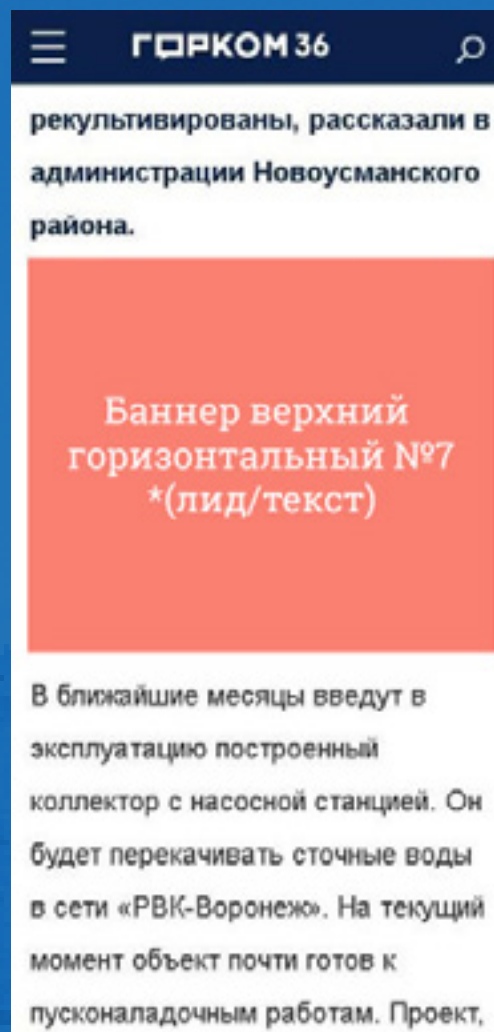 ГОРКОМ 36
рекультивированы, рассказали в
администрации Новоусманского
района.
Баннер верхний
горизонтальный №7
*(лид/текст)
В ближайшие месяцы введут в
эксплуатацию построенный
коллектор с насосной станцией. Он
будет перекачивать сточные воды
в сети «РВК-Воронеж». На текущий
момент объект почти готов к
пусконаладочным работам. Проект,